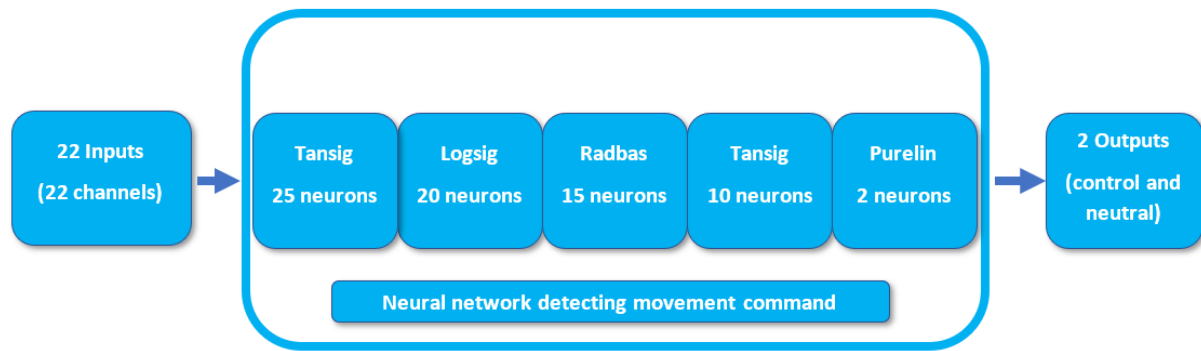 22 Inputs
(22 channels)
Tansig
25 neurons
Logsig
20 neurons
Radbas
15 neurons
Tansig
10 neurons
Purelin
2 neurons
2 Outputs
(control and
neutral)
Neural network detecting movement command